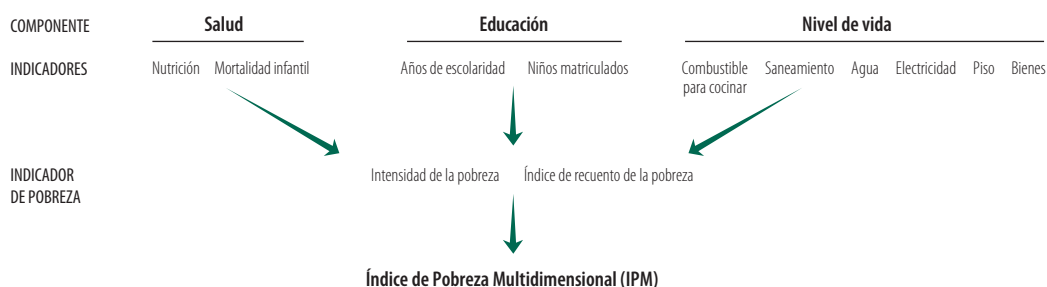 COMPONENTE Salud Educación Nivel de vida
INDICADORES Nutrición Mortalidad infantil Años de escolaridad Niños matriculados Combustible para cocinar Saneamiento Agua Electricidad Piso Bienes
INDICADOR
DE POBREZA
Intensidad de la pobreza Índice de recuento de la pobreza
Índice de Pobreza Multidimensional (IPM)